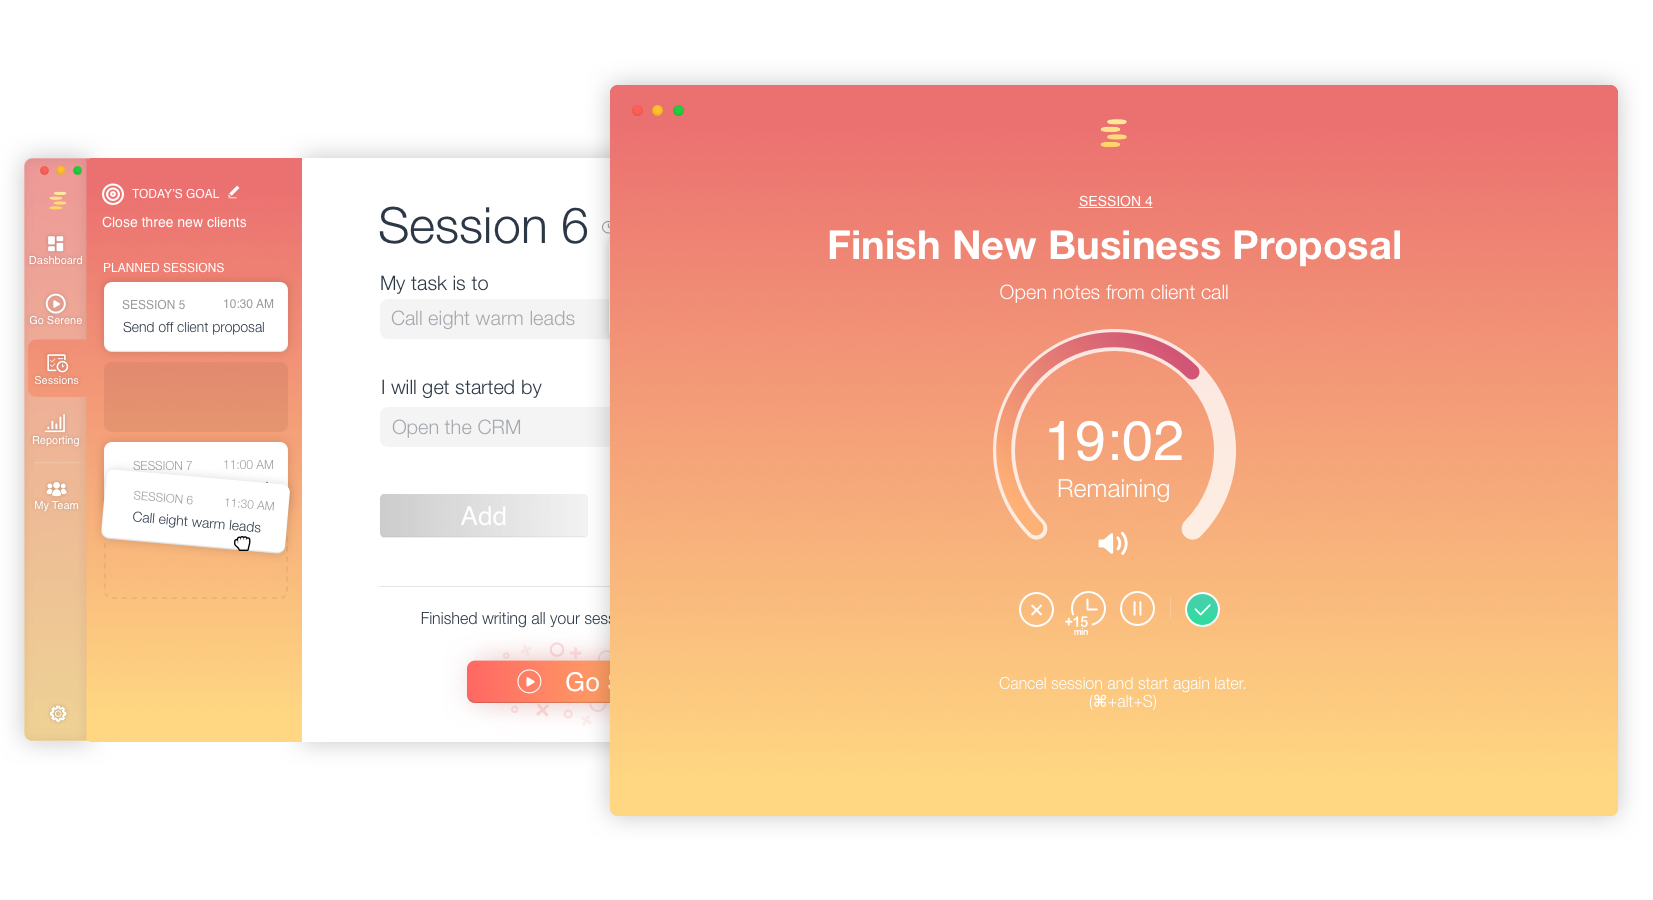 Dashboard
Go Serene
Sessions
Reporting
My Team
TODAY'S GOAL
Close three new clients
PLANNED SESSIONS
SESSION 5 10:30 AM
Send off client proposal
SESSION 7 11:00 AM
SESSION 6 11:30 AM
Call eight warm leads
Session 6
My task is to
Call eight warm leads
I will get started by
Open the CRM
Add
Finished writing all your
Go
SESSION 4
Finish New Business Proposal
Open notes from client call
19:02
Remaining
+15
min
Cancel session and start again later.
(⌘+alt+S)